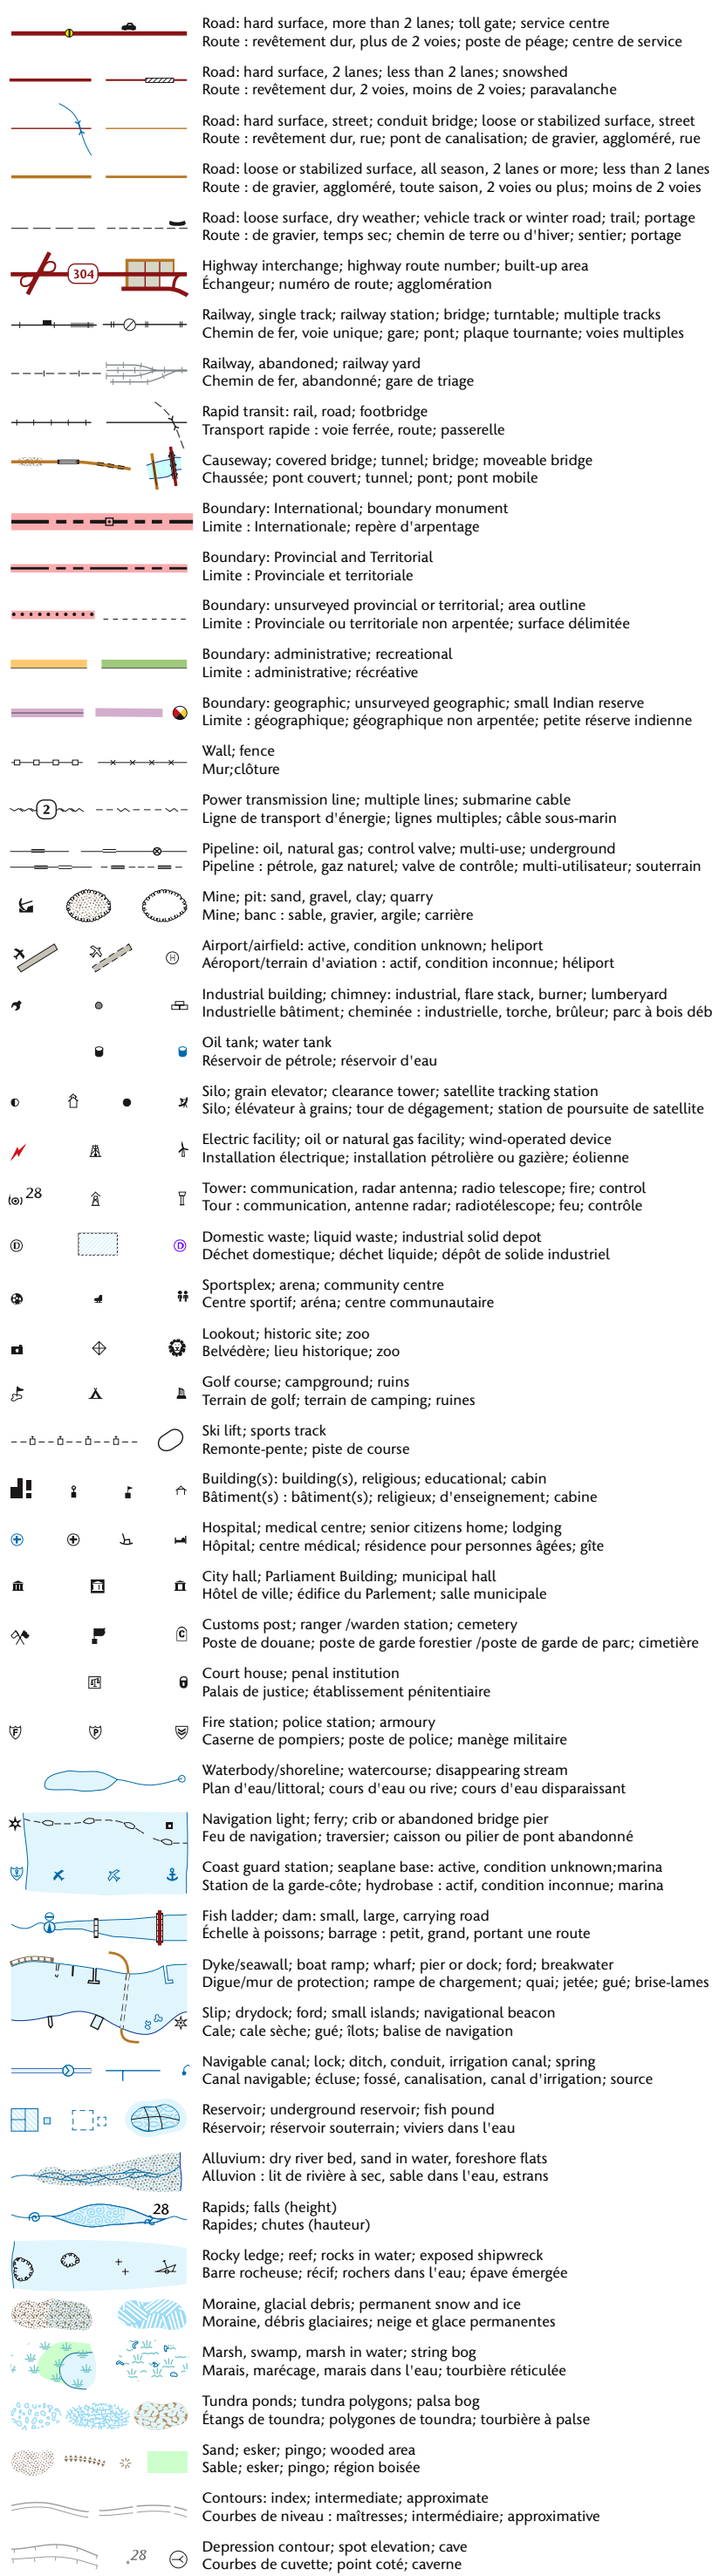 Road: hard surface, more than 2 lanes; toll gate; service centre
Route : revêtement dur, plus de 2 voies; poste de péage; centre de service
Road: hard surface, 2 lanes; less than 2 lanes; snowshed
Route : revêtement dur, 2 voies, moins de 2 voies; paravalanche
Road: hard surface, street; conduit bridge; loose or stabilized surface, street
Route : revêtement dur, rue; pont de canalisation; de gravier, aggloméré, rue
Road: loose or stabilized surface, all season, 2 lanes or more; less than 2 lanes
Route : de gravier, aggloméré, toute saison, 2 voies ou plus; moins de 2 voies
Road: loose surface, dry weather; vehicle track or winter road; trail; portage
Route : de gravier, temps sec; chemin de terre ou d'hiver; sentier; portage
304
Highway interchange; highway route number; built-up area
Échangeur; numéro de route; agglomération
Railway, single track; railway station; bridge; turntable; multiple tracks
Chemin de fer, voie unique; gare; pont; plaque tournante; voies multiples
Railway, abandoned; railway yard
Chemin de fer, abandonné; gare de triage
Rapid transit: rail, road; footbridge
Transport rapide : voie ferrée, route; passerelle
Causeway; covered bridge; tunnel; bridge; moveable bridge
Chaussée; pont couvert; tunnel; pont; pont mobile
Boundary: International; boundary monument
Limite : Internationale; repère d'arpentage
Boundary: Provincial and Territorial
Limite : Provinciale et territoriale
Boundary: unsurveyed provincial or territorial; area outline
Limite : Provinciale ou territoriale non arpentée; surface délimitée
Boundary: administrative; recreational
Limite : administrative; récréative
Boundary: geographic; unsurveyed geographic; small Indian reserve
Limite : géographique; géographique non arpentée; petite réserve indienne
Wall; fence
Mur;clôture
2
Power transmission line; multiple lines; submarine cable
Ligne de transport d'énergie; lignes multiples; câble sous-marin
Pipeline: oil, natural gas; control valve; multi-use; underground
Pipeline : pétrole, gaz naturel; valve de contrôle; multi-utilisateur; souterrain
Mine; pit: sand, gravel, clay; quarry
Mine; banc : sable, gravier, argile; carrière
H
Airport/airfield: active, condition unknown; heliport
Aéroport/terrain d'aviation : actif, condition inconnue; héliport
Industrial building; chimney: industrial, flare stack, burner; lumberyard
Industrielle bâtiment; cheminée : industrielle, torche, brûleur; parc à bois déb
Oil tank; water tank
Réservoir de pétrole; réservoir d'eau
Silo; grain elevator; clearance tower; satellite tracking station
Silo; élévateur à grains; tour de dégagement; station de poursuite de satellite
Electric facility; oil or natural gas facility; wind-operated device
Installation électrique; installation pétrolière ou gazière; éolienne
28
Tower: communication, radar antenna; radio telescope; fire; control
Tour : communication, antenne radar; radiotélescope; feu; contrôle
D D
Domestic waste; liquid waste; industrial solid depot
Déchet domestique; déchet liquide; dépôt de solide industriel
Sportsplex; arena; community centre
Centre sportif; aréna; centre communautaire
Lookout; historic site; zoo
Belvédère; lieu historique; zoo
Golf course; campground; ruins
Terrain de golf; terrain de camping; ruines
Ski lift; sports track
Remonte-pente; piste de course
Building(s): building(s), religious; educational; cabin
Bâtiment(s) : bâtiment(s); religieux; d'enseignement; cabine
Hospital; medical centre; senior citizens home; lodging
Hôpital; centre médical; résidence pour personnes âgées; gîte
City hall; Parliament Building; municipal hall
Hôtel de ville; édifice du Parlement; salle municipale
C
Customs post; ranger /warden station; cemetery
Poste de douane; poste de garde forestier /poste de garde de parc; cimetière
Court house; penal institution
Palais de justice; établissement pénitentiaire
F P
Fire station; police station; armoury
Caserne de pompiers; poste de police; manège militaire
Waterbody/shoreline; watercourse; disappearing stream
Plan d'eau/littoral; cours d'eau ou rive; cours d'eau disparaissant
Navigation light; ferry; crib or abandoned bridge pier
Feu de navigation; traversier; caisson ou pilier de pont abandonné
Coast guard station; seaplane base: active, condition unknown;marina
Station de la garde-côte; hydrobase : actif, condition inconnue; marina
Fish ladder; dam: small, large, carrying road
Échelle à poissons; barrage : petit, grand, portant une route
Dyke/seawall; boat ramp; wharf; pier or dock; ford; breakwater
Digue/mur de protection; rampe de chargement; quai; jetée; gué; brise-lames
Slip; drydock; ford; small islands; navigational beacon
Cale; cale sèche; gué; îlots; balise de navigation
Navigable canal; lock; ditch, conduit, irrigation canal; spring
Canal navigable; écluse; fossé, canalisation, canal d'irrigation; source
Reservoir; underground reservoir; fish pound
Réservoir; réservoir souterrain; viviers dans l'eau
Alluvium: dry river bed, sand in water, foreshore flats
Alluvion : lit de rivière à sec, sable dans l'eau, estrans
28
Rapids; falls (height)
Rapides; chutes (hauteur)
Rocky ledge; reef; rocks in water; exposed shipwreck
Barre rocheuse; récif; rochers dans l'eau; épave émergée
Moraine, glacial debris; permanent snow and ice
Moraine, débris glaciaires; neige et glace permanentes
Marsh, swamp, marsh in water; string bog
Marais, marécage, marais dans l'eau; tourbière réticulée
Tundra ponds; tundra polygons; palsa bog
Étangs de toundra; polygones de toundra; tourbière à palse
Sand; esker; pingo; wooded area
Sable; esker; pingo; région boisée
Contours: index; intermediate; approximate
Courbes de niveau : maîtresses; intermédiaire; approximative
.28
Depression contour; spot elevation; cave
Courbes de cuvette; point coté; caverne